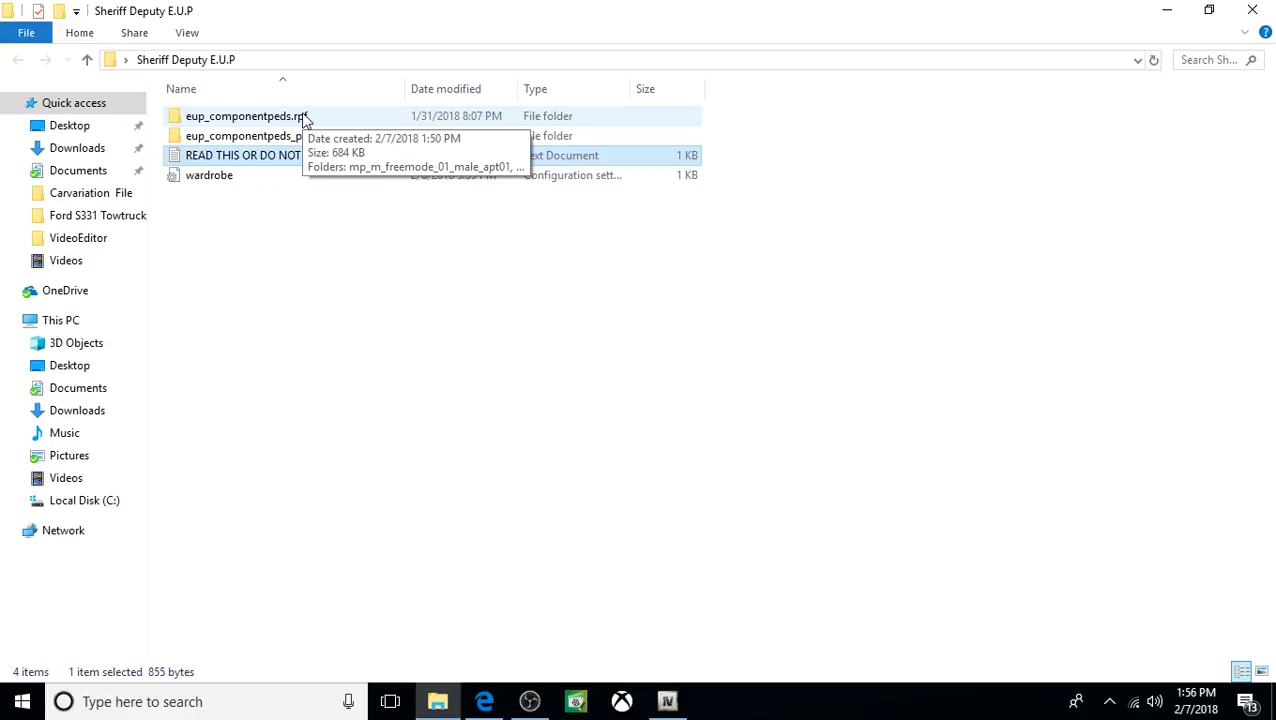 Sheriff Deputy E.U.P
File Home Share View
Sheriff Deputy E.U.P
Search Sh...
Name Date modified Type Size
Quick access
Desktop
Downloads
Documents
Carvariation File
Ford S331 Towtruck
VideoEditor
Videos
OneDrive
This PC
3D Objects
Desktop
Documents
Downloads
Music
Pictures
Videos
Local Disk (C:)
Network
eup_componentpeds.rpf 1/31/2018 8:07 PM File folder
eup_componentpeds_p le folder
READ THIS OR DO NOT ext Document 1 KB
wardrobe onfiguration sett... 1 KB
Date created: 2/7/2018 1:50 PM
Size: 684 KB
Folders: mp_m_freemode_01_male_apt01, ...
4 items 1 item selected 855 bytes
Type here to search
1:56 PM
2/7/2018
13